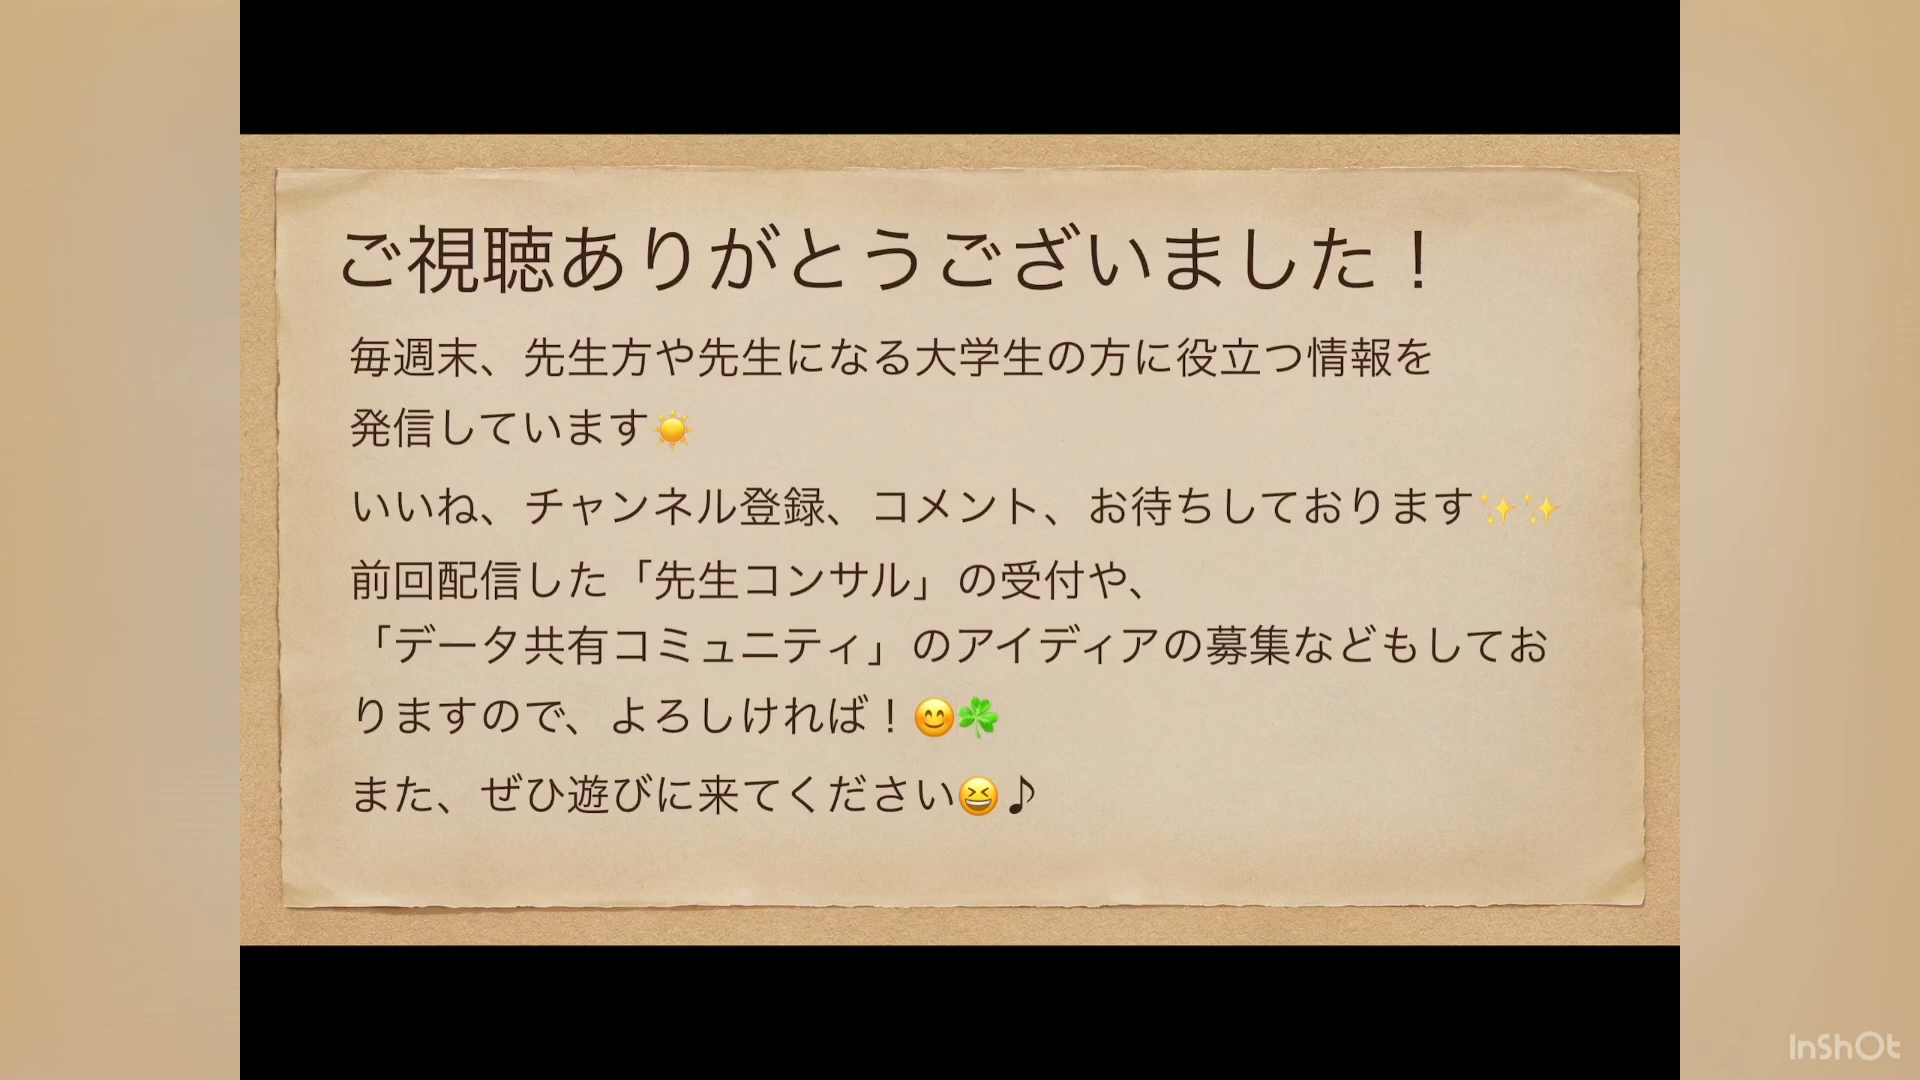 ご視聴ありがとうございました！
毎週末、先生方や先生になる大学生の方に役立つ情報を
発信しています☀️
いいね、チャンネル登録、コメント、お待ちしております✨✨
前回配信した「先生コンサル」の受付や、
「データ共有コミュニティ」のアイディアの募集などもしてお
りますので、よろしければ！😊☘️
また、ぜひ遊びに来てください😆♪
InShOt